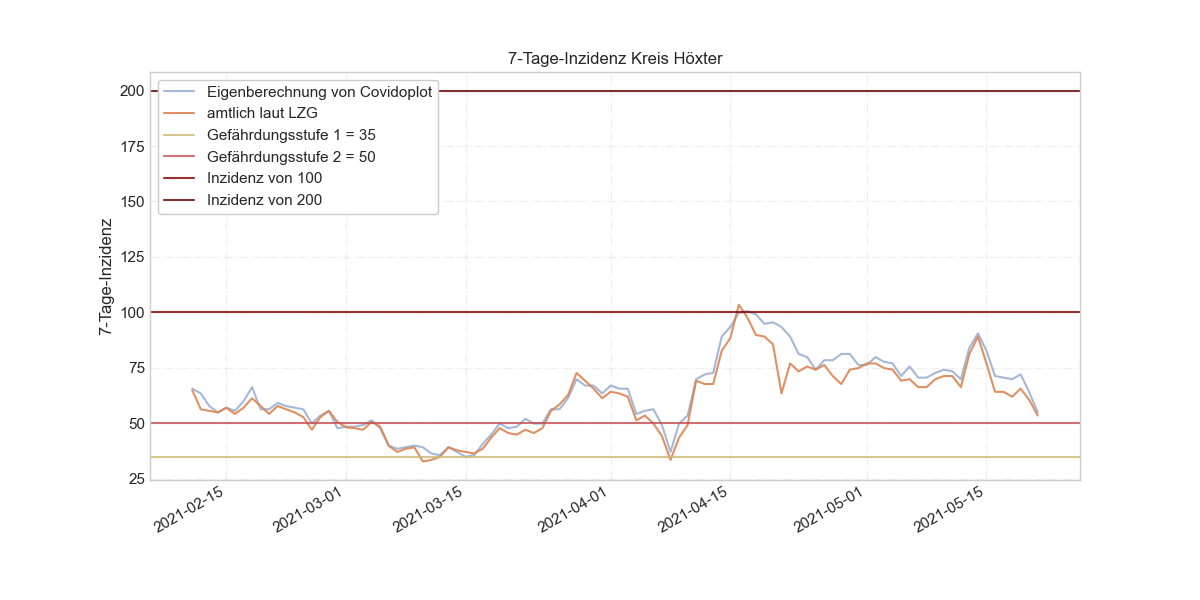 7-Tage-Inzidenz Kreis Höxter
Eigenberechnung von Covidoplot
amtlich laut LZG
Gefährdungsstufe 1 = 35
Gefährdungsstufe 2 = 50
Inzidenz von 100
Inzidenz von 200
7-Tage-Inzidenz
200
175
150
125
100
75
50
25
2021-02-15
2021-03-01
2021-03-15
2021-04-01
2021-04-15
2021-05-01
2021-05-15